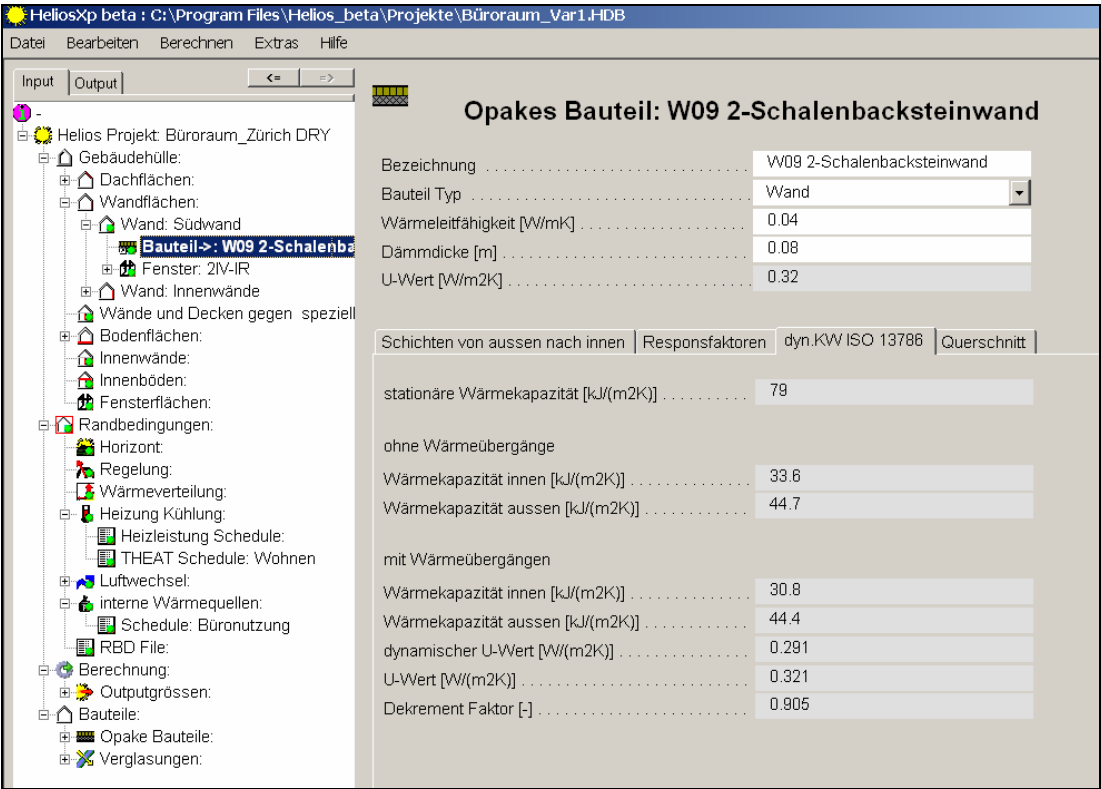 HeliosXp beta : C:\Program Files\Helios_beta\Projekte\Büroraum_Var1.HDB
Datei Bearbeiten Berechnen Extras Hilfe
Input Output <= =>
-
Helios Projekt: Büroraum_Zürich DRY
Gebäudehülle:
Dachflächen:
Wandflächen:
Wand: Südwand
Bauteil->: W09 2-Schalenba
Fenster: 2IV-IR
Wand: Innenwände
Wände und Decken gegen speziell
Bodenflächen:
Innenwände:
Innenböden:
Fensterflächen:
Randbedingungen:
Horizont:
Regelung:
Wärmeverteilung:
Heizung Kühlung:
Heizleistung Schedule:
THEAT Schedule: Wohnen
Luftwechsel:
interne Wärmequellen:
Schedule: Büronutzung
RBD File:
Berechnung:
Outputgrössen:
Bauteile:
Opake Bauteile:
Verglasungen:
Opakes Bauteil: W09 2-Schalenbacksteinwand
Bezeichnung W09 2-Schalenbacksteinwand
Bauteil Typ Wand
Wärmeleitfähigkeit [W/mK] 0.04
Dämmdicke [m] 0.08
U-Wert [W/m2K] 0.32
Schichten von aussen nach innen Responsfaktoren dyn.KW ISO 13786 Querschnitt
stationäre Wärmekapazität [kJ/(m2K)] 79
ohne Wärmeübergänge
Wärmekapazität innen [kJ/(m2K)] 33.6
Wärmekapazität aussen [kJ/(m2K)] 44.7
mit Wärmeübergängen
Wärmekapazität innen [kJ/(m2K)] 30.8
Wärmekapazität aussen [kJ/(m2K)] 44.4
dynamischer U-Wert [W/(m2K)] 0.291
U-Wert [W/(m2K)] 0.321
Dekrement Faktor [-] 0.905